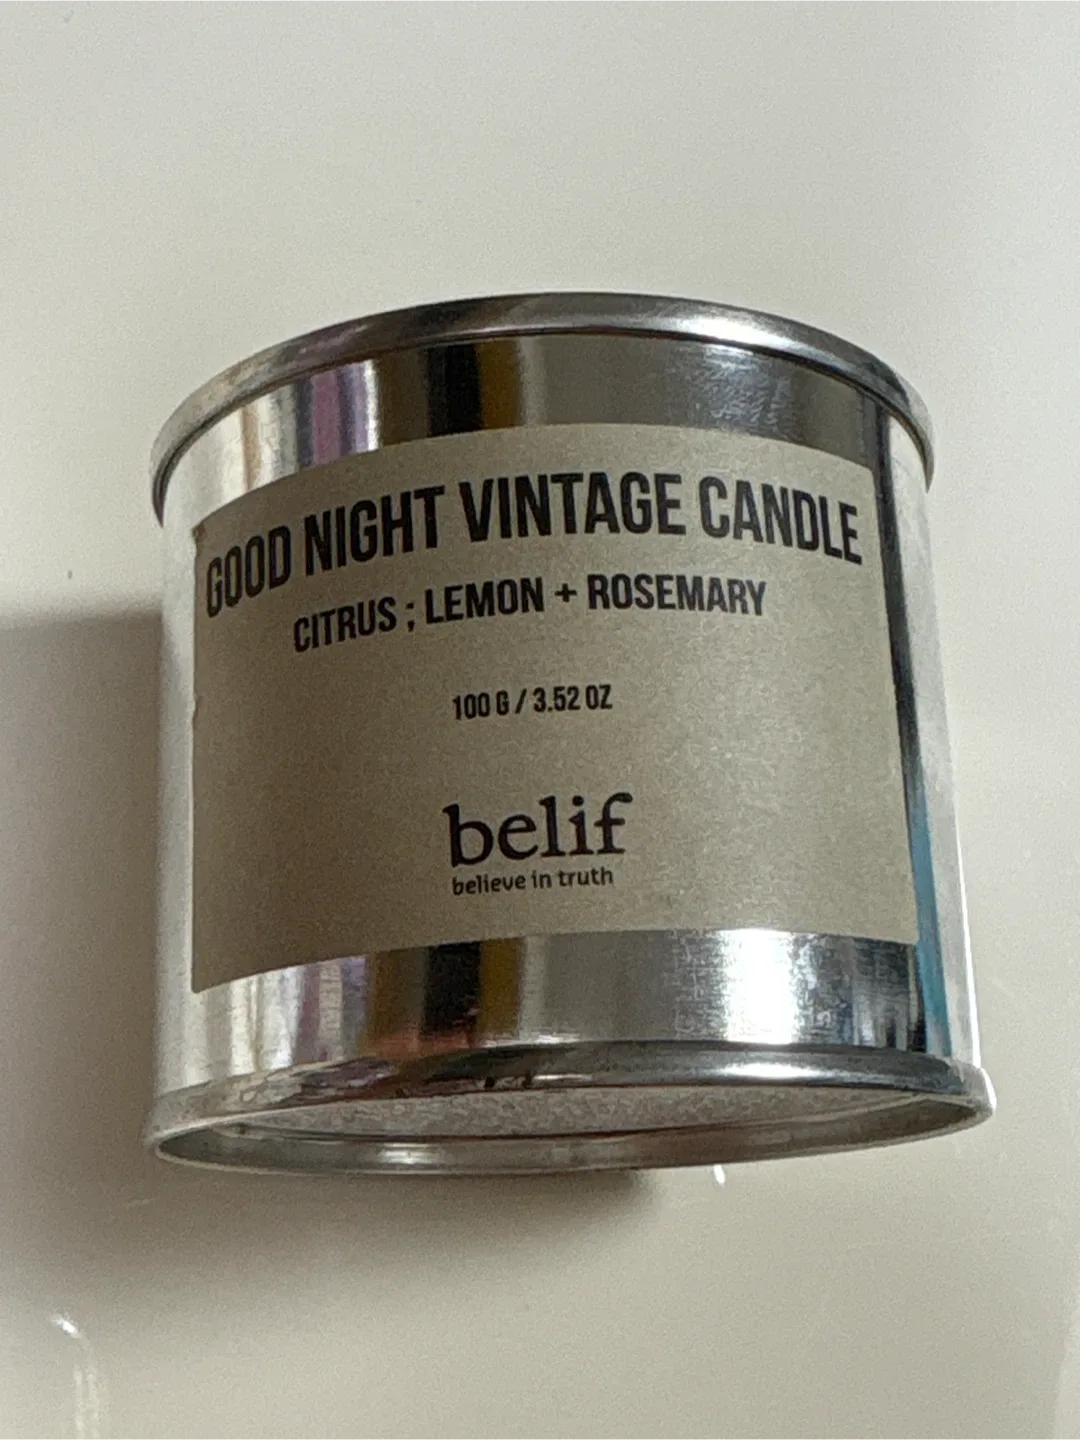 GOOD NIGHT VINTAGE CANDLE
CITRUS ; LEMON + ROSEMARY
100 G / 3.52 OZ
belif
believe in truth